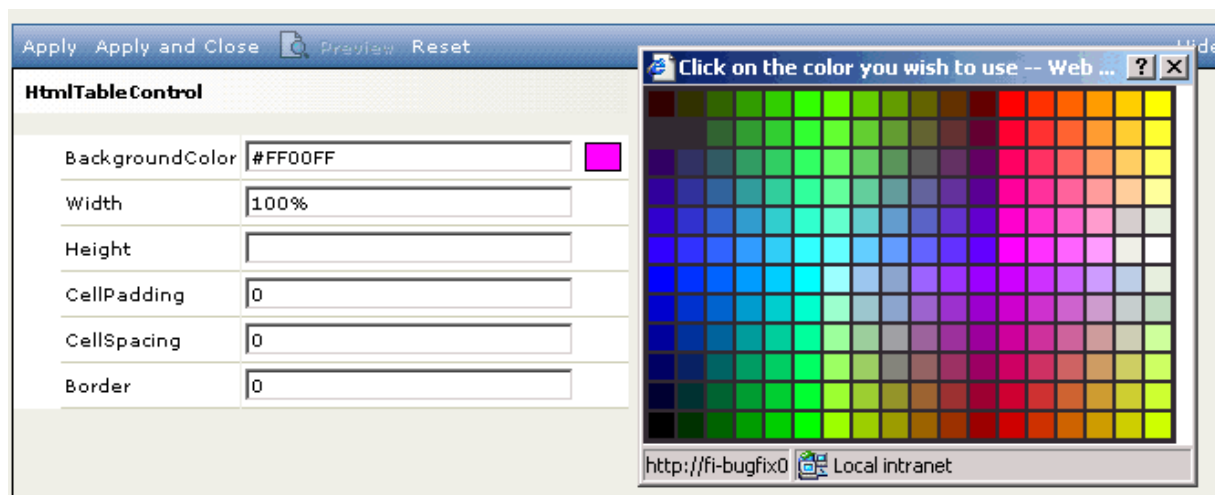 Apply Apply and Close Preview Reset Hide
HtmlTableControl
BackgroundColor #FF00FF
Width 100%
Height
CellPadding 0
CellSpacing 0
Border 0
Click on the color you wish to use -- Web ... ? X
http://fi-bugfix0 Local intranet